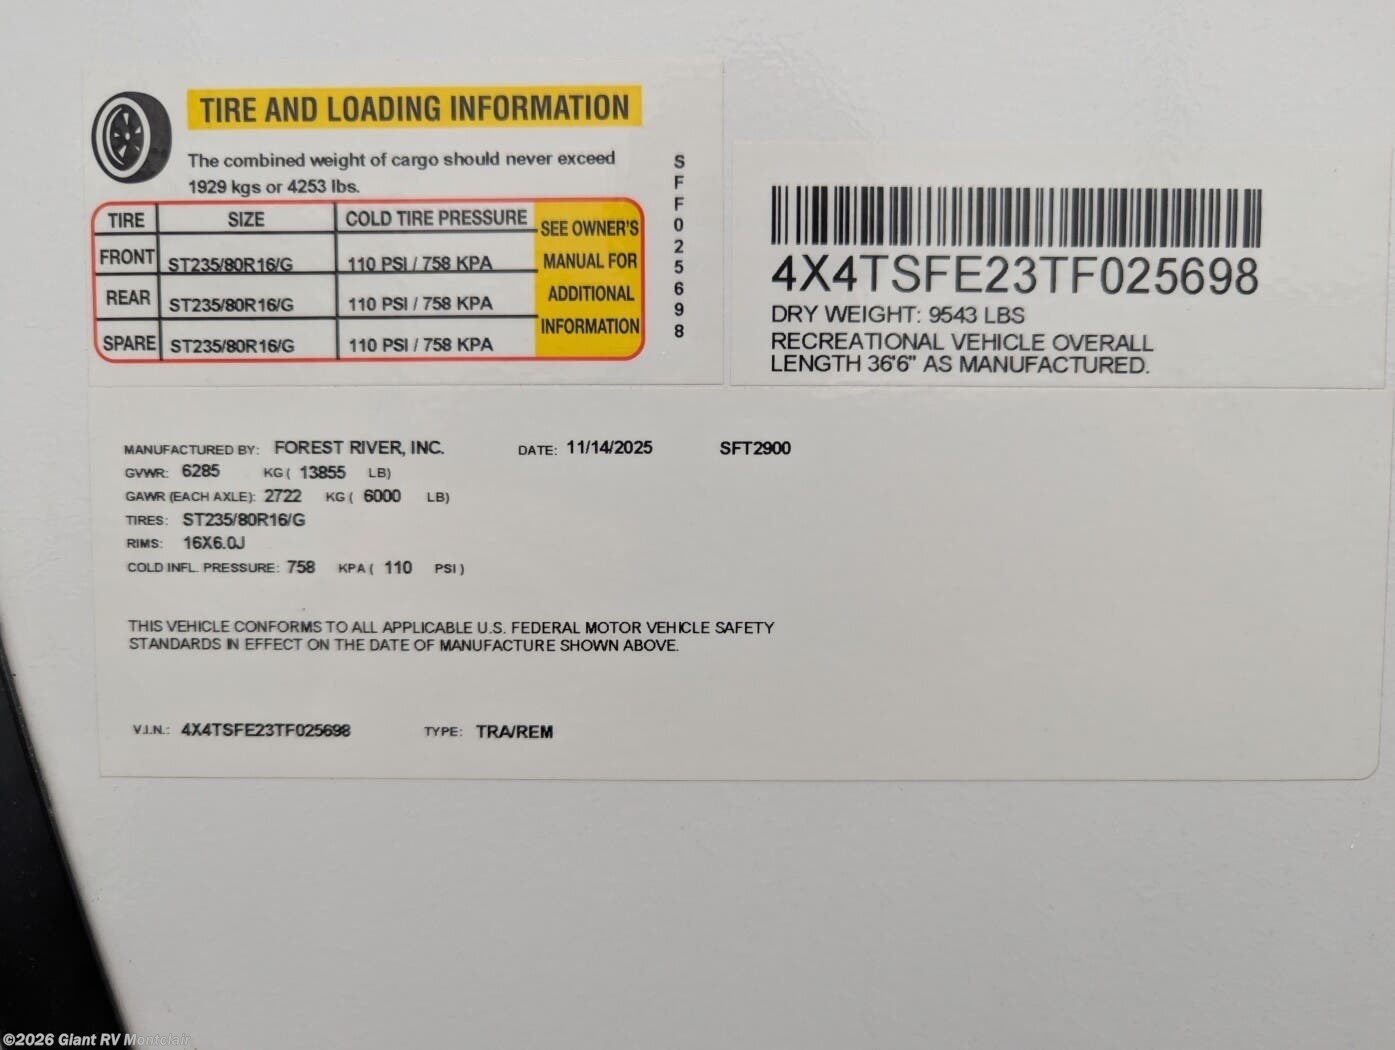 TIRE AND LOADING INFORMATION
The combined weight of cargo should never exceed
1929 kgs or 4253 lbs.
TIRE SIZE COLD TIRE PRESSURE
FRONT ST235/80R16/G 110 PSI / 758 KPA
REAR ST235/80R16/G 110 PSI / 758 KPA
SPARE ST235/80R16/G 110 PSI / 758 KPA
SEE OWNER'S
MANUAL FOR
ADDITIONAL
INFORMATION
SFF025698
4X4TSFE23TF025698
DRY WEIGHT: 9543 LBS
RECREATIONAL VEHICLE OVERALL
LENGTH 36'6" AS MANUFACTURED.
MANUFACTURED BY: FOREST RIVER, INC. DATE: 11/14/2025 SFT2900
GVWR: 6285 KG ( 13855 LB)
GAWR (EACH AXLE): 2722 KG ( 6000 LB)
TIRES: ST235/80R16/G
RIMS: 16X6.0J
COLD INFL. PRESSURE: 758 KPA ( 110 PSI )
THIS VEHICLE CONFORMS TO ALL APPLICABLE U.S. FEDERAL MOTOR VEHICLE SAFETY
STANDARDS IN EFFECT ON THE DATE OF MANUFACTURE SHOWN ABOVE.
V.I.N.: 4X4TSFE23TF025698 TYPE: TRA/REM
©2026 Giant RV Montclair